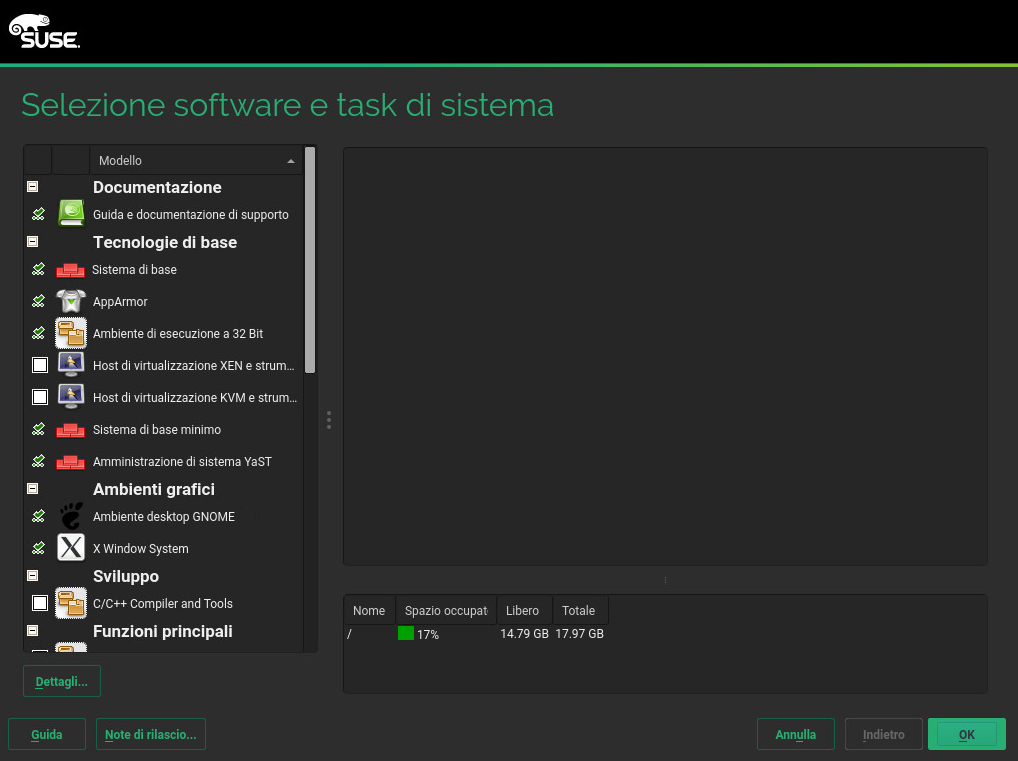 SUSE.
Selezione software e task di sistema
Modello
Documentazione
Guida e documentazione di supporto
Tecnologie di base
Sistema di base
AppArmor
Ambiente di esecuzione a 32 Bit
Host di virtualizzazione XEN e strum...
Host di virtualizzazione KVM e strum...
Sistema di base minimo
Amministrazione di sistema YaST
Ambienti grafici
Ambiente desktop GNOME
X Window System
Sviluppo
C/C++ Compiler and Tools
Funzioni principali
Nome Spazio occupat Libero Totale
/ 17% 14.79 GB 17.97 GB
Dettagli...
Guida Note di rilascio... Annulla Indietro OK